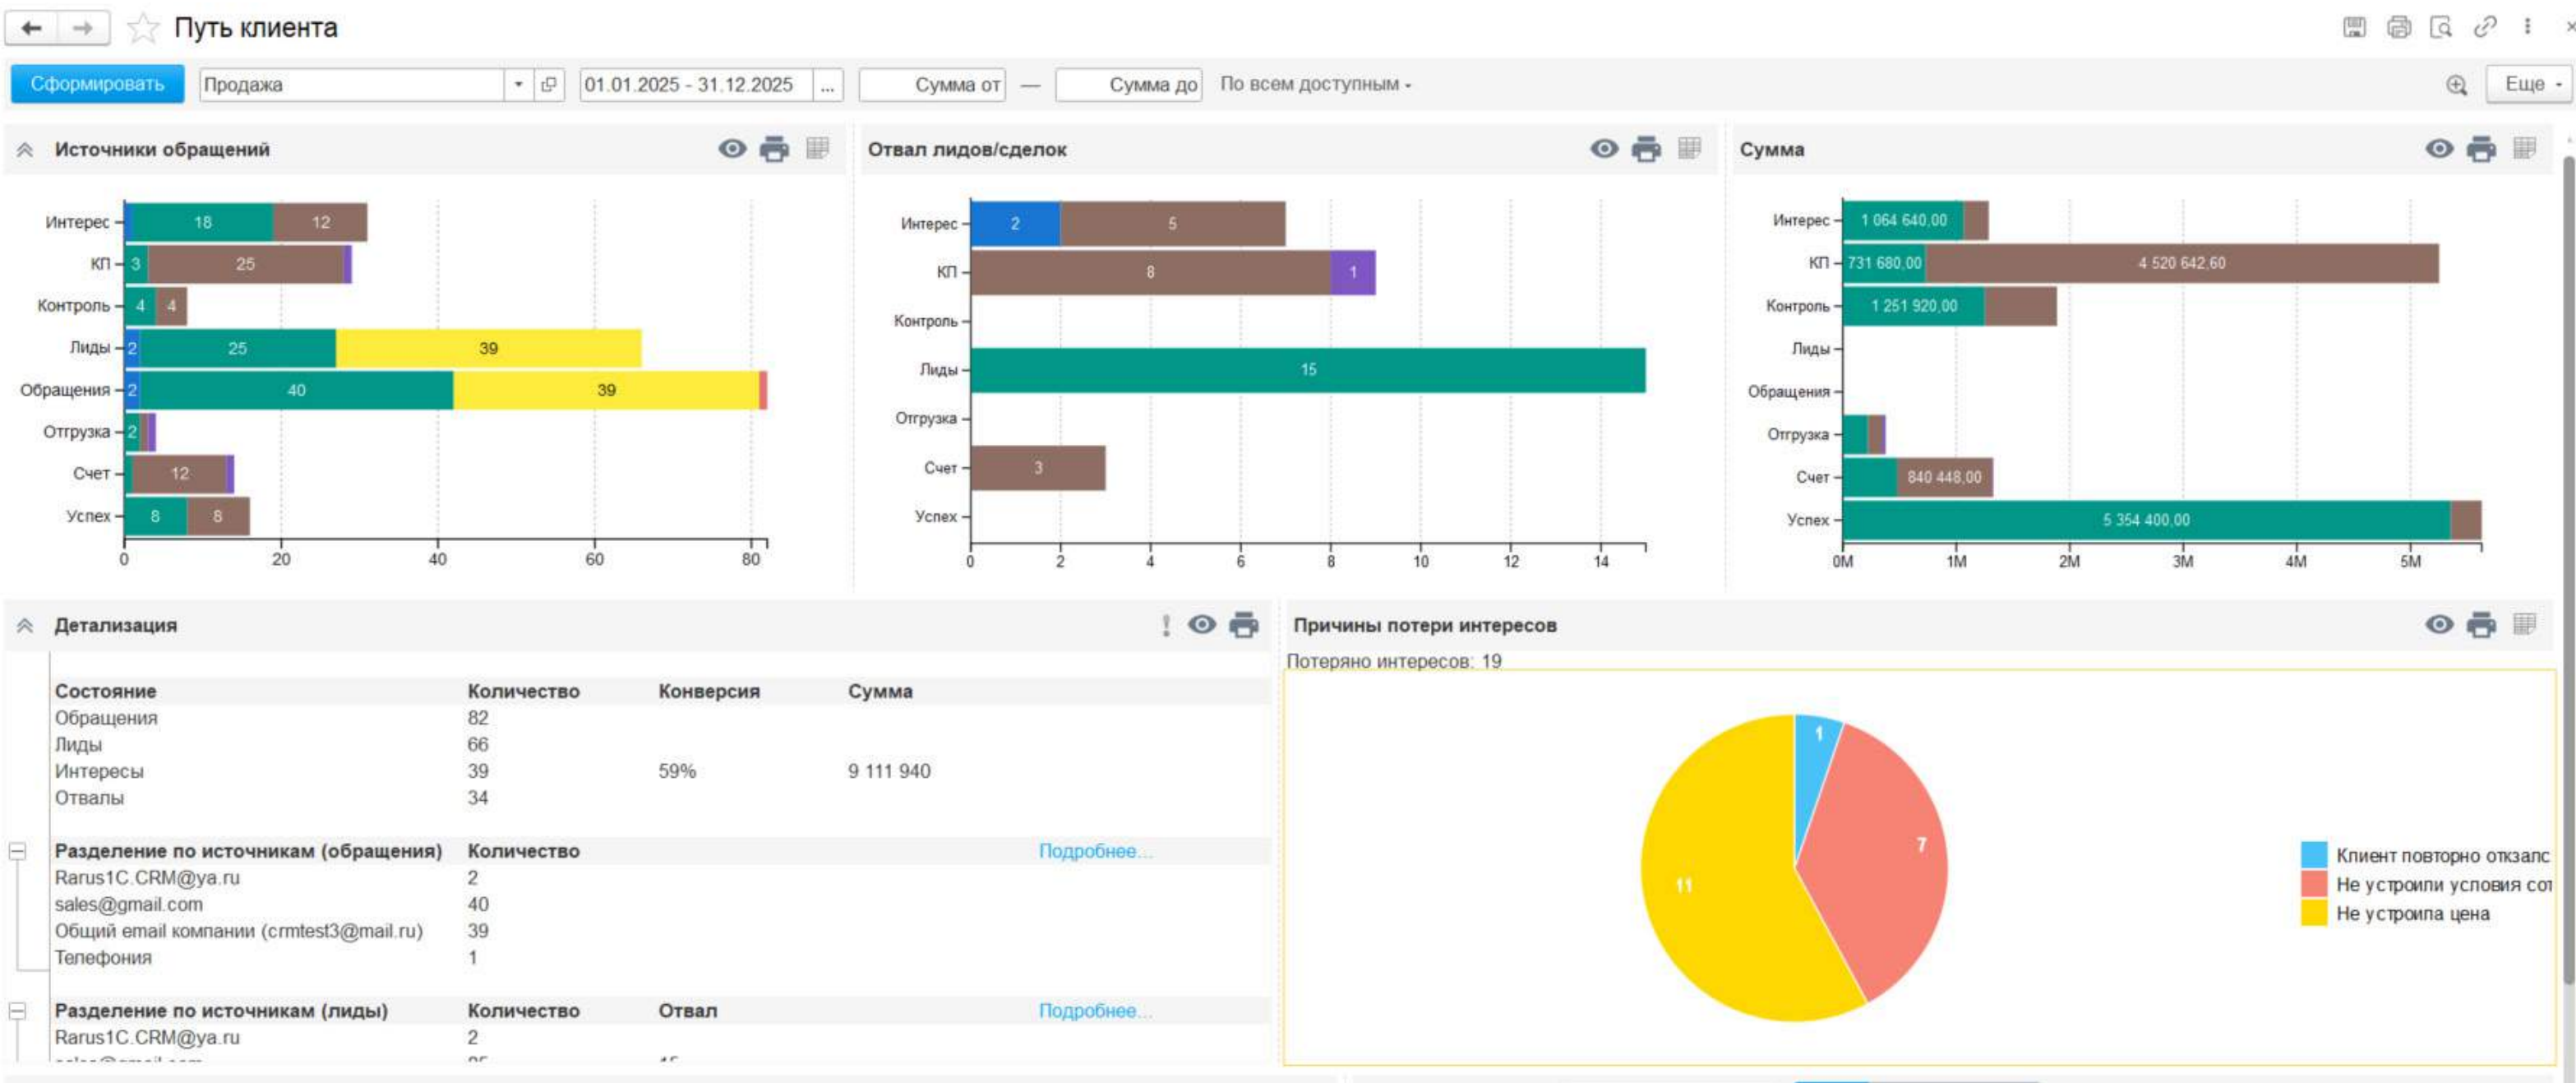 Путь клиента
Сформировать Продажа 01.01.2025 - 31.12.2025 ... Сумма от — Сумма до По всем доступным Еще
Источники обращений
Интерес 18 12
КП 3 25
Контроль 4 4
Лиды 2 25 39
Обращения 2 40 39
Отгрузка 2
Счет 12
Успех 8 8
0 20 40 60 80
Отвал лидов/сделок
Интерес 2 5
КП 8 1
Контроль
Лиды 15
Отгрузка
Счет 3
Успех
0 2 4 6 8 10 12 14
Сумма
Интерес 1 064 640,00
КП 731 680,00 4 520 642,60
Контроль 1 251 920,00
Лиды
Обращения
Отгрузка
Счет 840 448,00
Успех 5 354 400,00
0M 1M 2M 3M 4M 5M
Детализация !
Состояние Количество Конверсия Сумма
Обращения 82
Лиды 66
Интересы 39 59% 9 111 940
Отвалы 34
Разделение по источникам (обращения) Количество Подробнее...
Rarus1C.CRM@ya.ru 2
sales@gmail.com 40
Общий email компании (crmtest3@mail.ru) 39
Телефония 1
Разделение по источникам (лиды) Количество Отвал Подробнее...
Rarus1C.CRM@ya.ru 2
Причины потери интересов
Потеряно интересов: 19
1
7
11
Клиент повторно откзалс
Не устроили условия сот
Не устроила цена